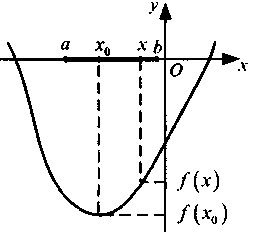 y
a x₀ x b
O x
f(x)
f(x₀)